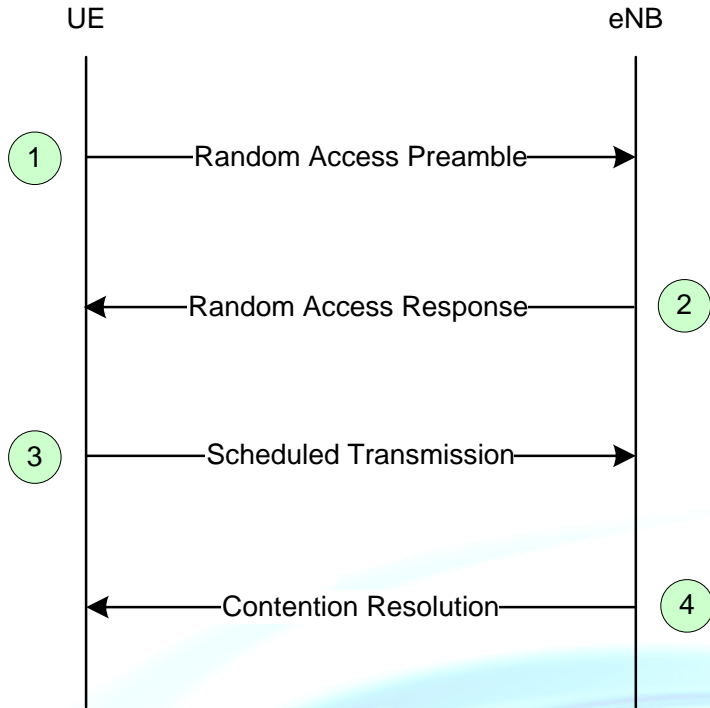 UE
eNB
1
Random Access Preamble
Random Access Response
2
3
Scheduled Transmission
Contention Resolution
4